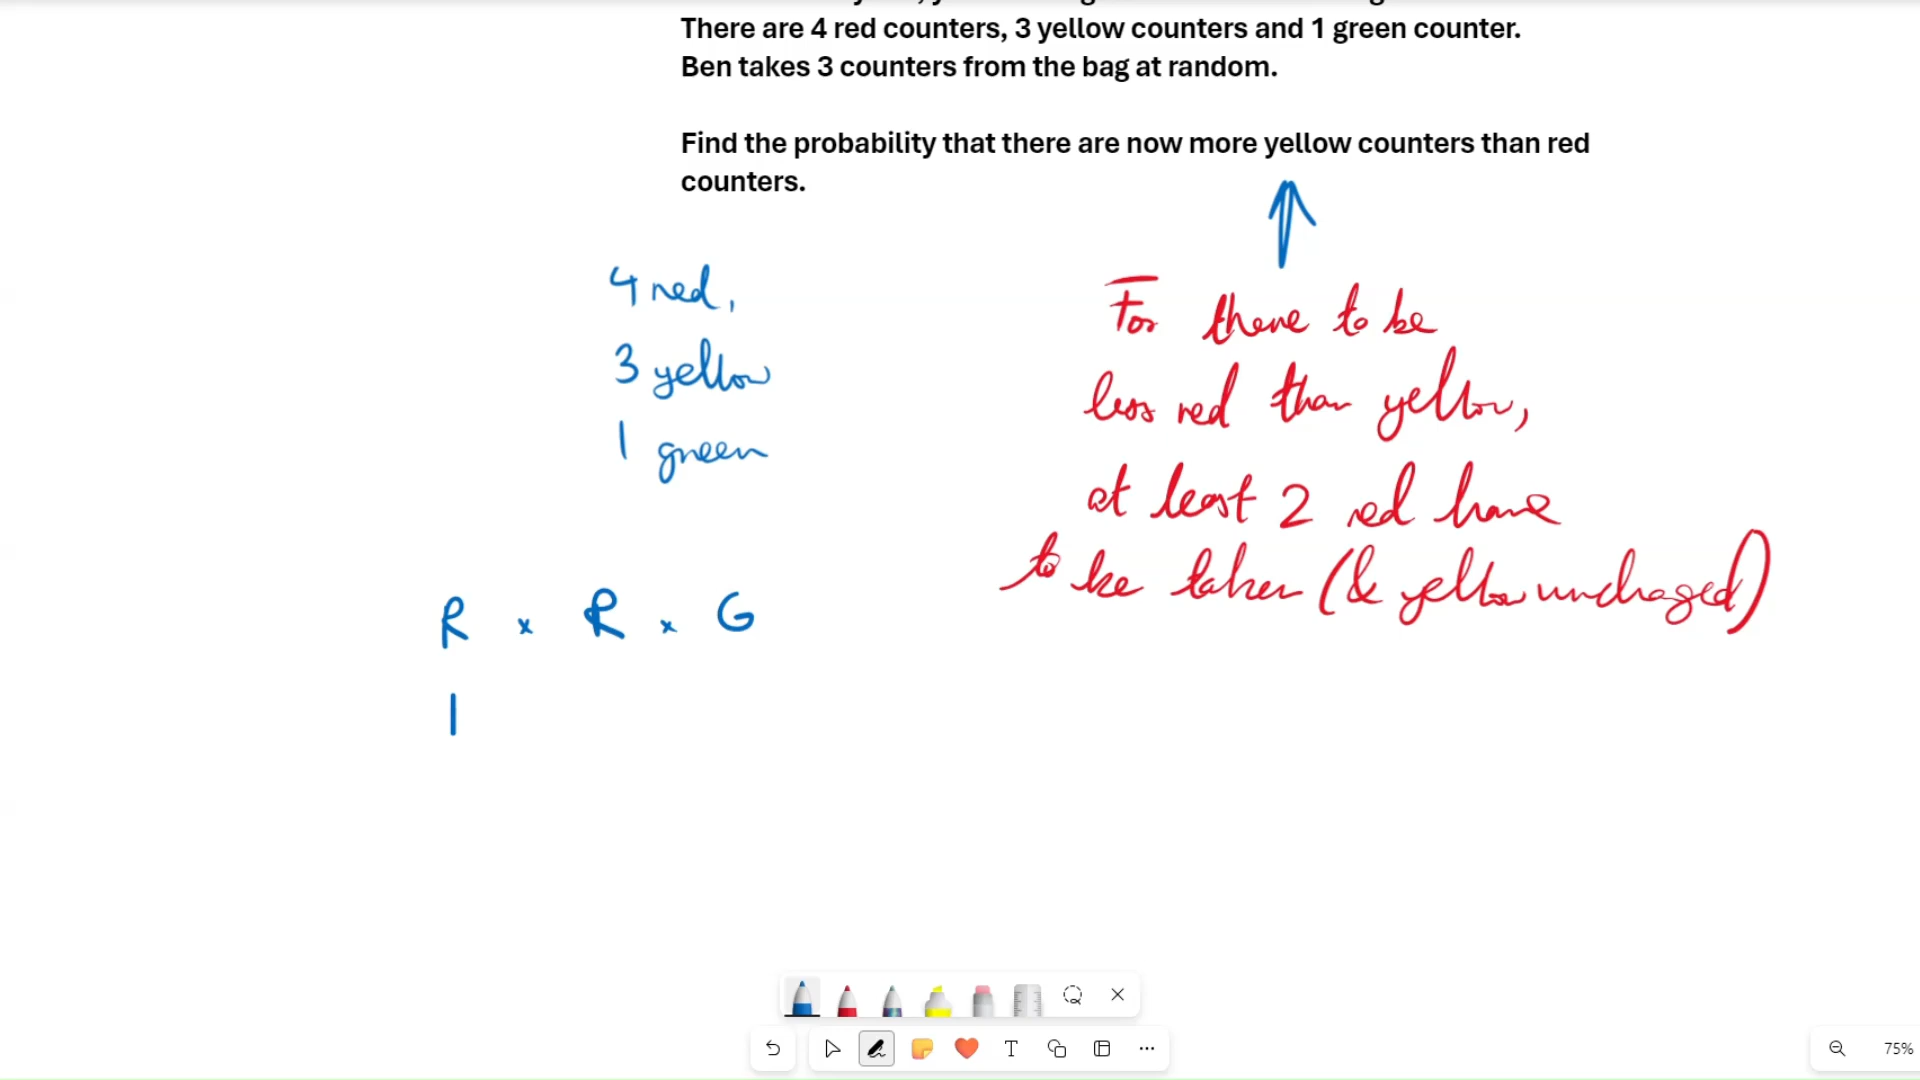 There are 4 red counters, 3 yellow counters and 1 green counter.
Ben takes 3 counters from the bag at random.
Find the probability that there are now more yellow counters than red
counters.
4 red,
3 yellow
1 green
For there to be
less red than yellow,
at least 2 red have
to be taken (& yellow unchaged)
R × R × G
1
T
75%